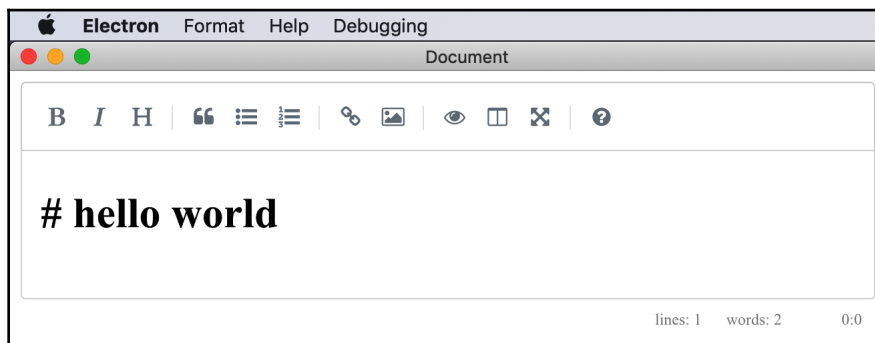 Electron Format Help Debugging
Document
B I H
# hello world
lines: 1 words: 2 0:0